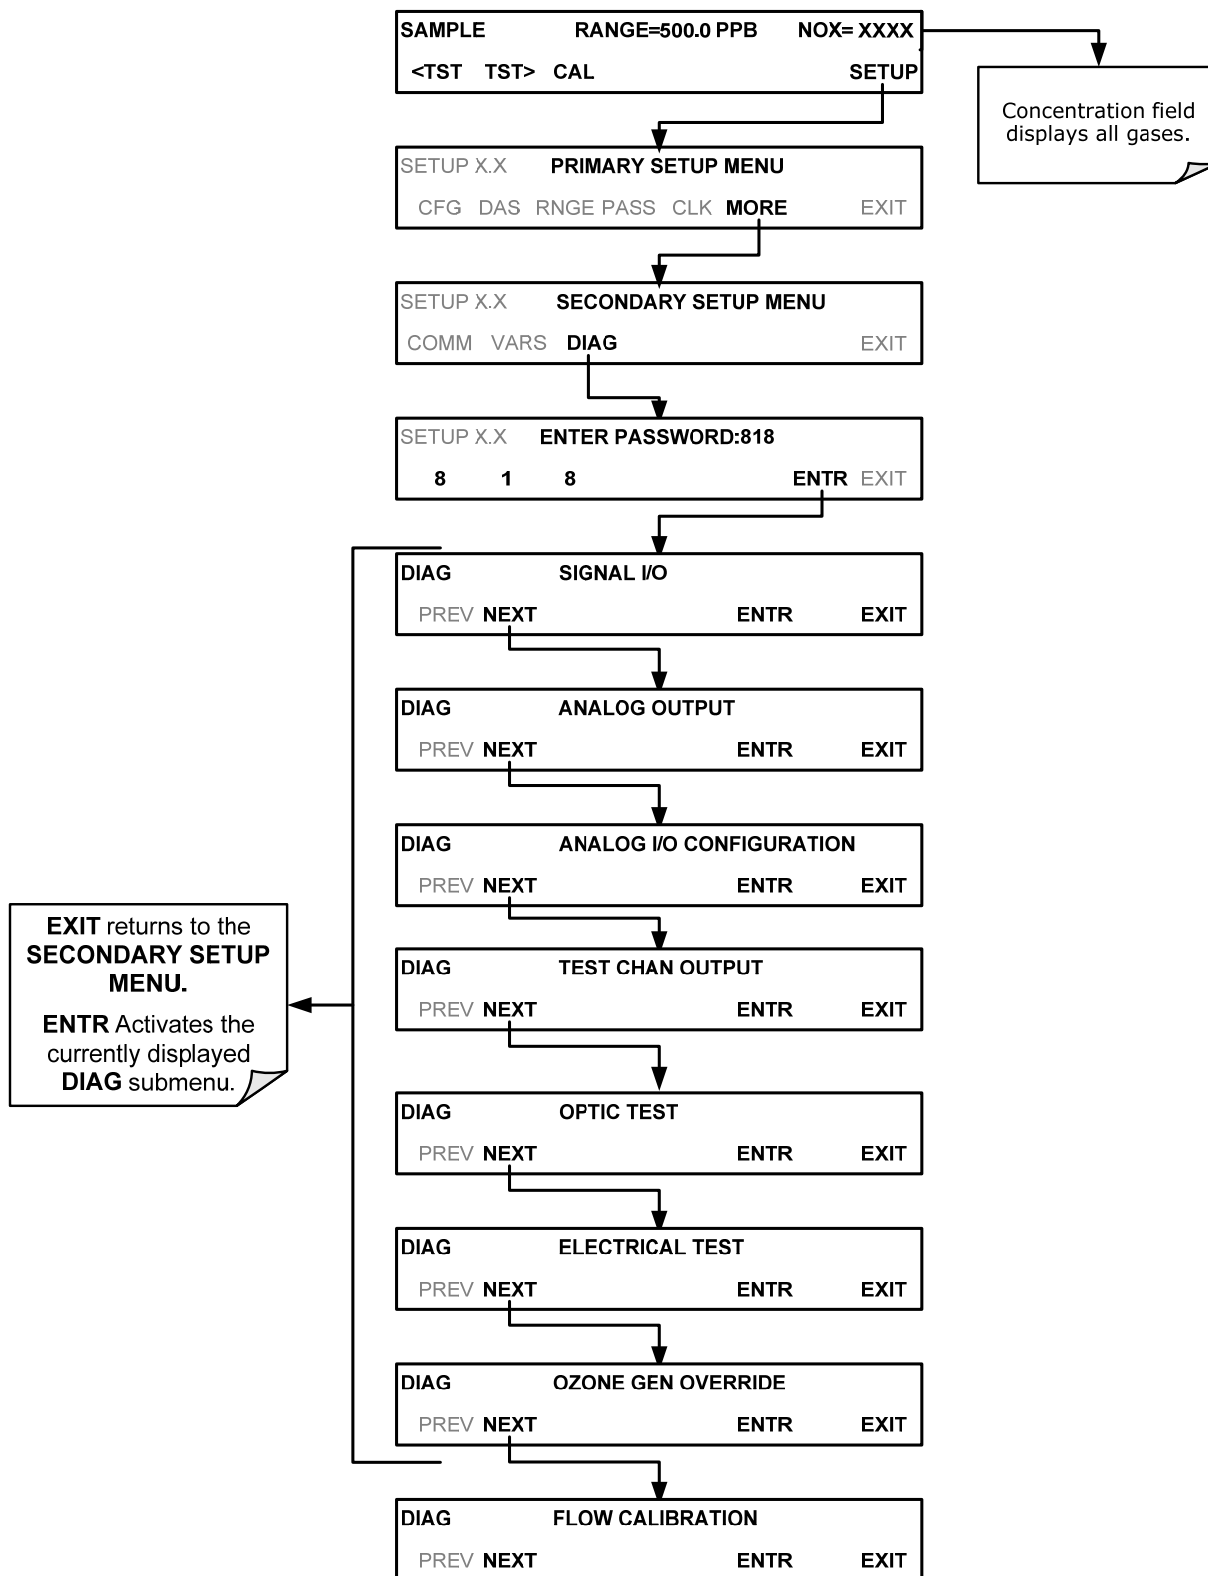 SAMPLE RANGE=500.0 PPB NOX= XXXX
<TST TST> CAL SETUP
Concentration field
displays all gases.
SETUP X.X PRIMARY SETUP MENU
CFG DAS RNGE PASS CLK MORE EXIT
SETUP X.X SECONDARY SETUP MENU
COMM VARS DIAG EXIT
SETUP X.X ENTER PASSWORD:818
8 1 8 ENTR EXIT
DIAG SIGNAL I/O
PREV NEXT ENTR EXIT
DIAG ANALOG OUTPUT
PREV NEXT ENTR EXIT
DIAG ANALOG I/O CONFIGURATION
PREV NEXT ENTR EXIT
EXIT returns to the
SECONDARY SETUP
MENU.
ENTR Activates the
currently displayed
DIAG submenu.
DIAG TEST CHAN OUTPUT
PREV NEXT ENTR EXIT
DIAG OPTIC TEST
PREV NEXT ENTR EXIT
DIAG ELECTRICAL TEST
PREV NEXT ENTR EXIT
DIAG OZONE GEN OVERRIDE
PREV NEXT ENTR EXIT
DIAG FLOW CALIBRATION
PREV NEXT ENTR EXIT